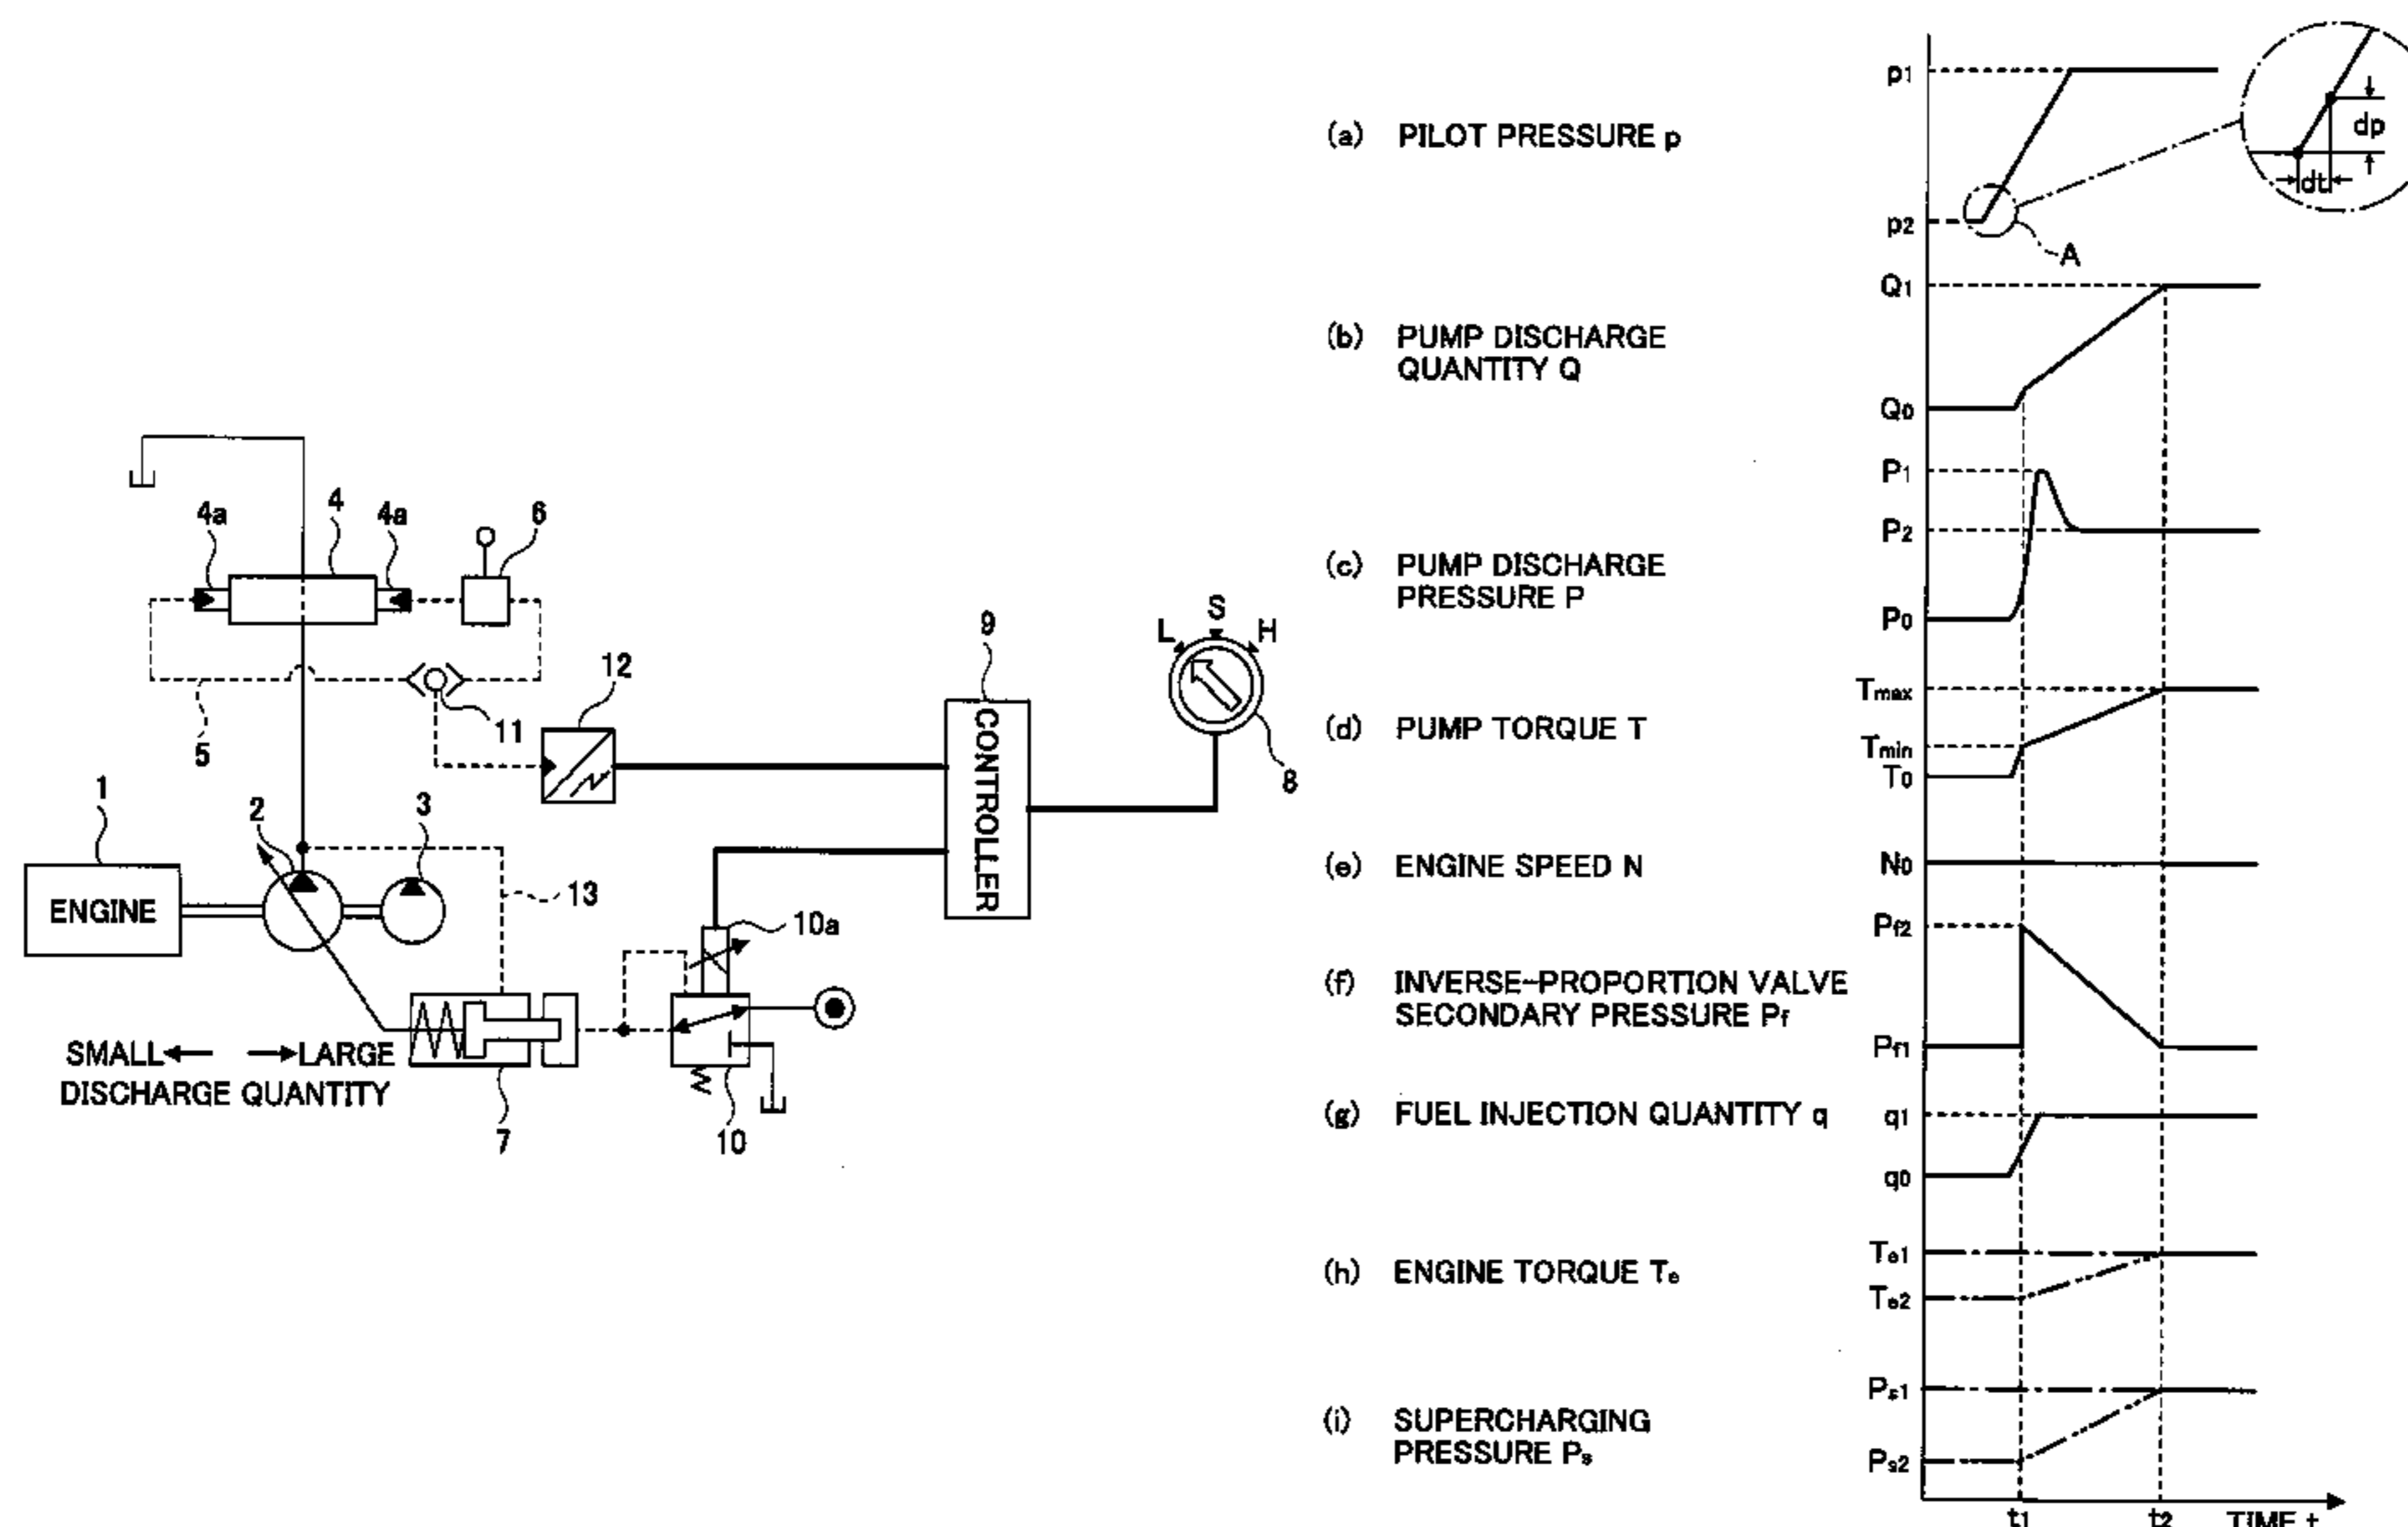 4a
4
4a
6
5
11
12
9
CONTROLLER
L
S
H
8
1
2
3
ENGINE
13
10a
SMALL
LARGE
DISCHARGE QUANTITY
7
10
(a) PILOT PRESSURE p
p1
p2
A
dp
dt
(b) PUMP DISCHARGE
QUANTITY Q
Q1
Q0
(c) PUMP DISCHARGE
PRESSURE P
P1
P2
P0
(d) PUMP TORQUE T
Tmax
Tmin
T0
(e) ENGINE SPEED N
N0
(f) INVERSE-PROPORTION VALVE
SECONDARY PRESSURE Pf
Pf2
Pf1
(g) FUEL INJECTION QUANTITY q
q1
q0
(h) ENGINE TORQUE Te
Te1
Te2
(i) SUPERCHARGING
PRESSURE Ps
Ps1
Ps2
t1
t2
TIME t